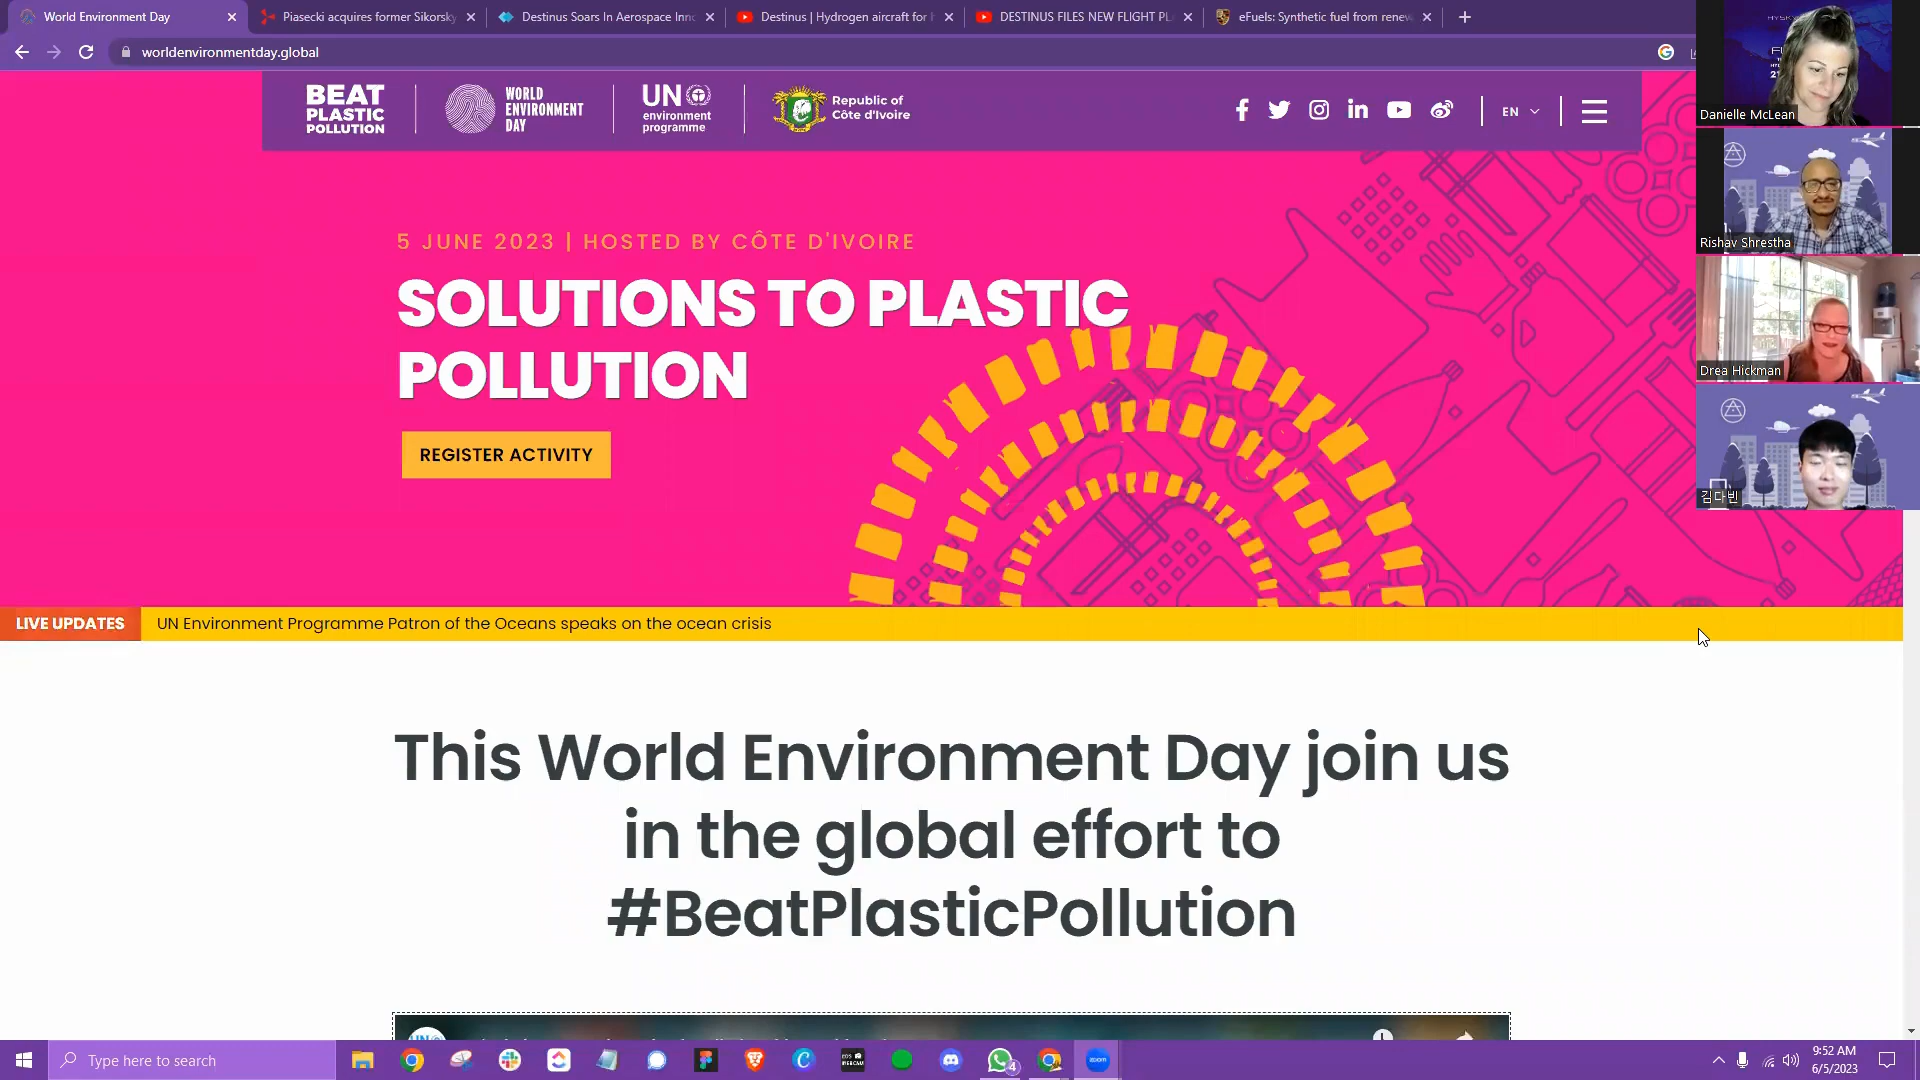 World Environment Day
Piasecki acquires former Sikorsky
Destinus Soars In Aerospace Inno
Destinus | Hydrogen aircraft for h
DESTINUS FILES NEW FLIGHT PL
eFuels: Synthetic fuel from renew
worldenvironmentday.global
BEAT
PLASTIC
POLLUTION
WORLD
ENVIRONMENT
DAY
UN
environment
programme
Republic of
Côte d'Ivoire
EN
Danielle McLean
Rishav Shrestha
Drea Hickman
김다빈
5 JUNE 2023 | HOSTED BY CÔTE D'IVOIRE
SOLUTIONS TO PLASTIC
POLLUTION
REGISTER ACTIVITY
LIVE UPDATES
UN Environment Programme Patron of the Oceans speaks on the ocean crisis
This World Environment Day join us
in the global effort to
#BeatPlasticPollution
Type here to search
4
zoom
9:52 AM
6/5/2023